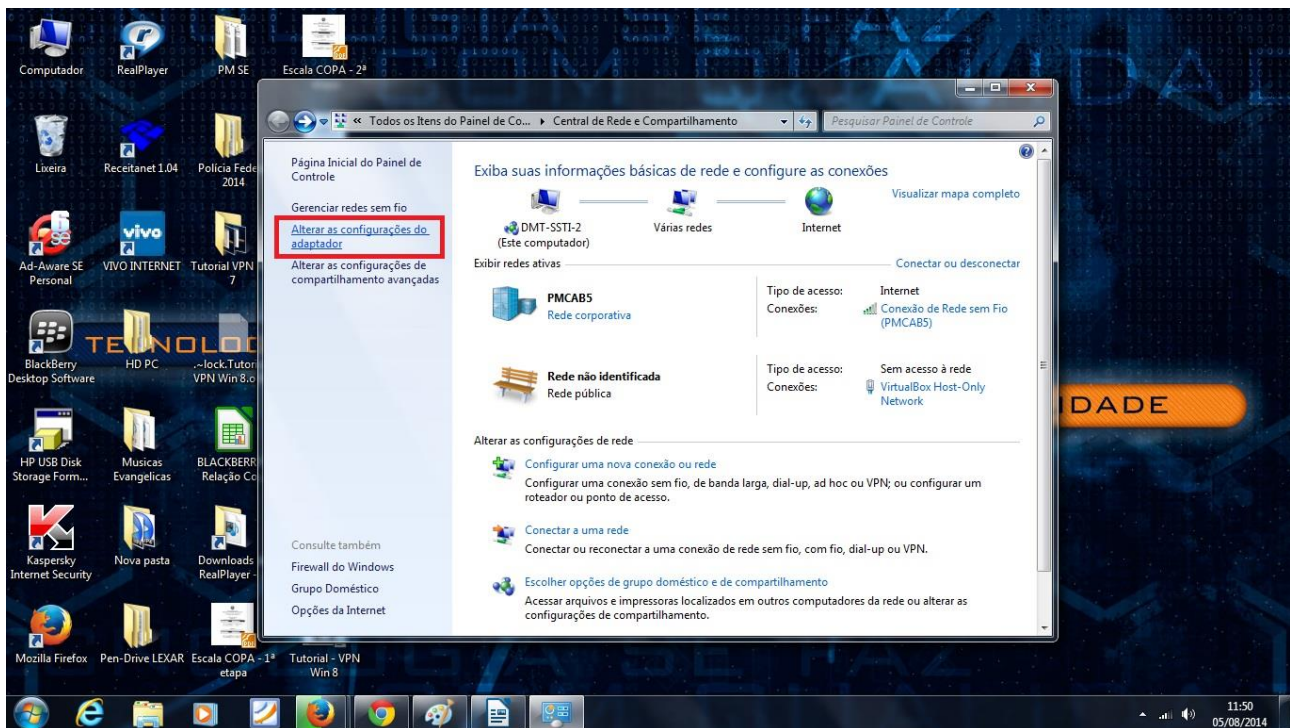 Computador
RealPlayer
PM SE
Escala COPA - 2ª
Lixeira
Receitanet 1.04
Polícia Fede
2014
Ad-Aware SE
Personal
vivo
VIVO INTERNET
Tutorial VPN
7
BlackBerry
Desktop Software
HD PC
.~lock.Tutori
VPN Win 8.o
HP USB Disk
Storage Form...
Musicas
Evangelicas
BLACKBERR
Relação Co
Kaspersky
Internet Security
Nova pasta
Downloads
RealPlayer -
Mozilla Firefox
Pen-Drive LEXAR
Escala COPA - 1ª
etapa
Tutorial - VPN
Win 8
« Todos os Itens do Painel de Co... ▸ Central de Rede e Compartilhamento
Pesquisar Painel de Controle
Página Inicial do Painel de
Controle
Gerenciar redes sem fio
Alterar as configurações do
adaptador
Alterar as configurações de
compartilhamento avançadas
Consulte também
Firewall do Windows
Grupo Doméstico
Opções da Internet
Exiba suas informações básicas de rede e configure as conexões
Visualizar mapa completo
DMT-SSTI-2
(Este computador)
Várias redes
Internet
Exibir redes ativas
Conectar ou desconectar
PMCAB5
Rede corporativa
Tipo de acesso: Internet
Conexões: Conexão de Rede sem Fio
(PMCAB5)
Rede não identificada
Rede pública
Tipo de acesso: Sem acesso à rede
Conexões: VirtualBox Host-Only
Network
Alterar as configurações de rede
Configurar uma nova conexão ou rede
Configurar uma conexão sem fio, de banda larga, dial-up, ad hoc ou VPN; ou configurar um
roteador ou ponto de acesso.
Conectar a uma rede
Conectar ou reconectar a uma conexão de rede sem fio, com fio, dial-up ou VPN.
Escolher opções de grupo doméstico e de compartilhamento
Acessar arquivos e impressoras localizados em outros computadores da rede ou alterar as
configurações de compartilhamento.
IDADE
11:50
05/08/2014